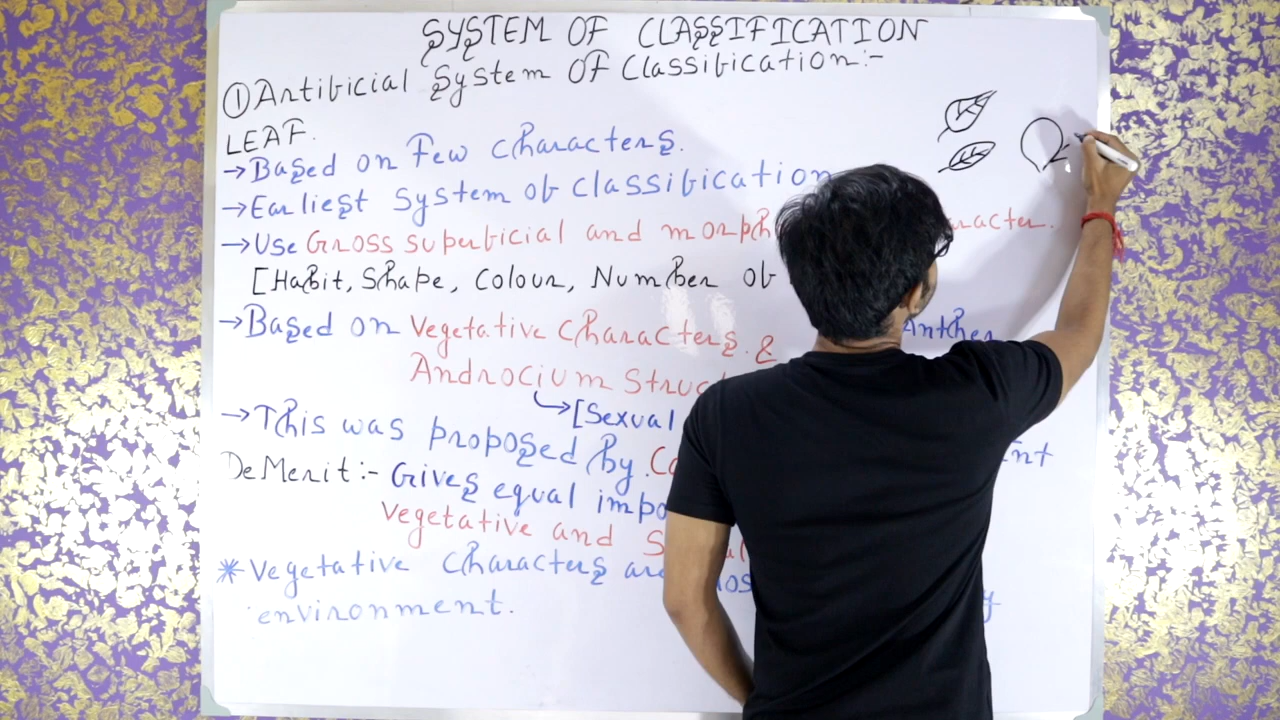 SYSTEM OF CLASSIFICATION
① Artificial System Of Classification:-
LEAF.
→Based on Few characters.
→Earliest System of classification
→Use Gross superficial and morph racter.
[Habit, Shape, Colour, Number of
→Based on Vegetative characters. & Anther
Androcium Struc
↳[Sexual
→This was proposed by
DeMerit:- Gives equal impo
Vegetative and
*Vegetative characters are
environment.